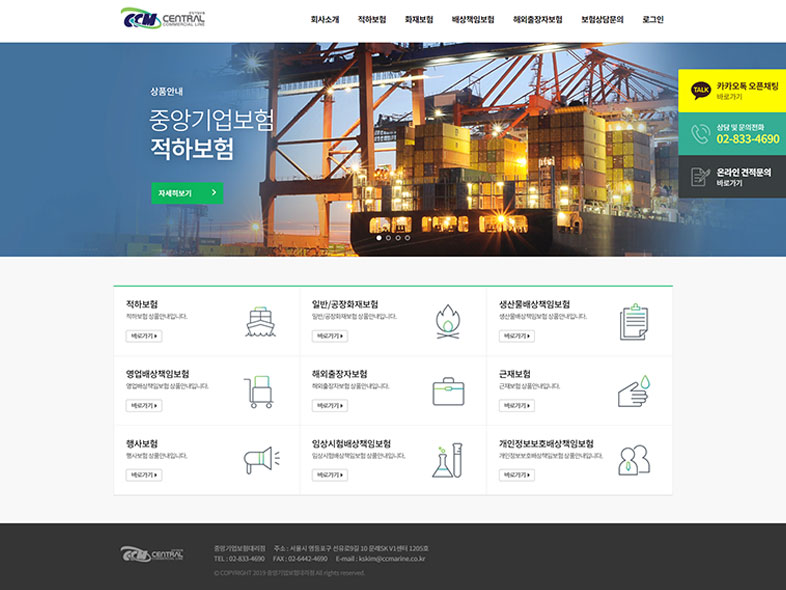 CCM CENTRAL
COMMERCIAL LINE
회사소개 적하보험 화재보험 배상책임보험 해외출장자보험 보험상담문의 로그인
상품안내
중앙기업보험
적하보험
자세히보기
TALK
카카오톡 오픈채팅
바로가기
상담 및 문의전화
02-833-4690
온라인 견적문의
바로가기
적하보험
적하보험 상품안내입니다.
바로가기
일반/공장화재보험
일반/공장화재보험 상품안내입니다.
바로가기
생산물배상책임보험
생산물배상책임보험 상품안내입니다.
바로가기
영업배상책임보험
영업배상책임보험 상품안내입니다.
바로가기
해외출장자보험
해외출장자보험 상품안내입니다.
바로가기
근재보험
근재보험 상품안내입니다.
바로가기
행사보험
행사보험 상품안내입니다.
바로가기
임상시험배상책임보험
임상시험배상책임보험 상품안내입니다.
바로가기
개인정보보호배상책임보험
개인정보보호배상책임보험 상품안내입니다.
바로가기
CCM CENTRAL
COMMERCIAL LINE
중앙기업보험대리점 주소 : 서울시 영등포구 선유로9길 10 문래SK V1센터 1205호
TEL : 02-833-4690 FAX : 02-6442-4690 E-mail : kskim@ccmarine.co.kr
© COPYRIGHT 2019 중앙기업보험대리점 All rights reserved.